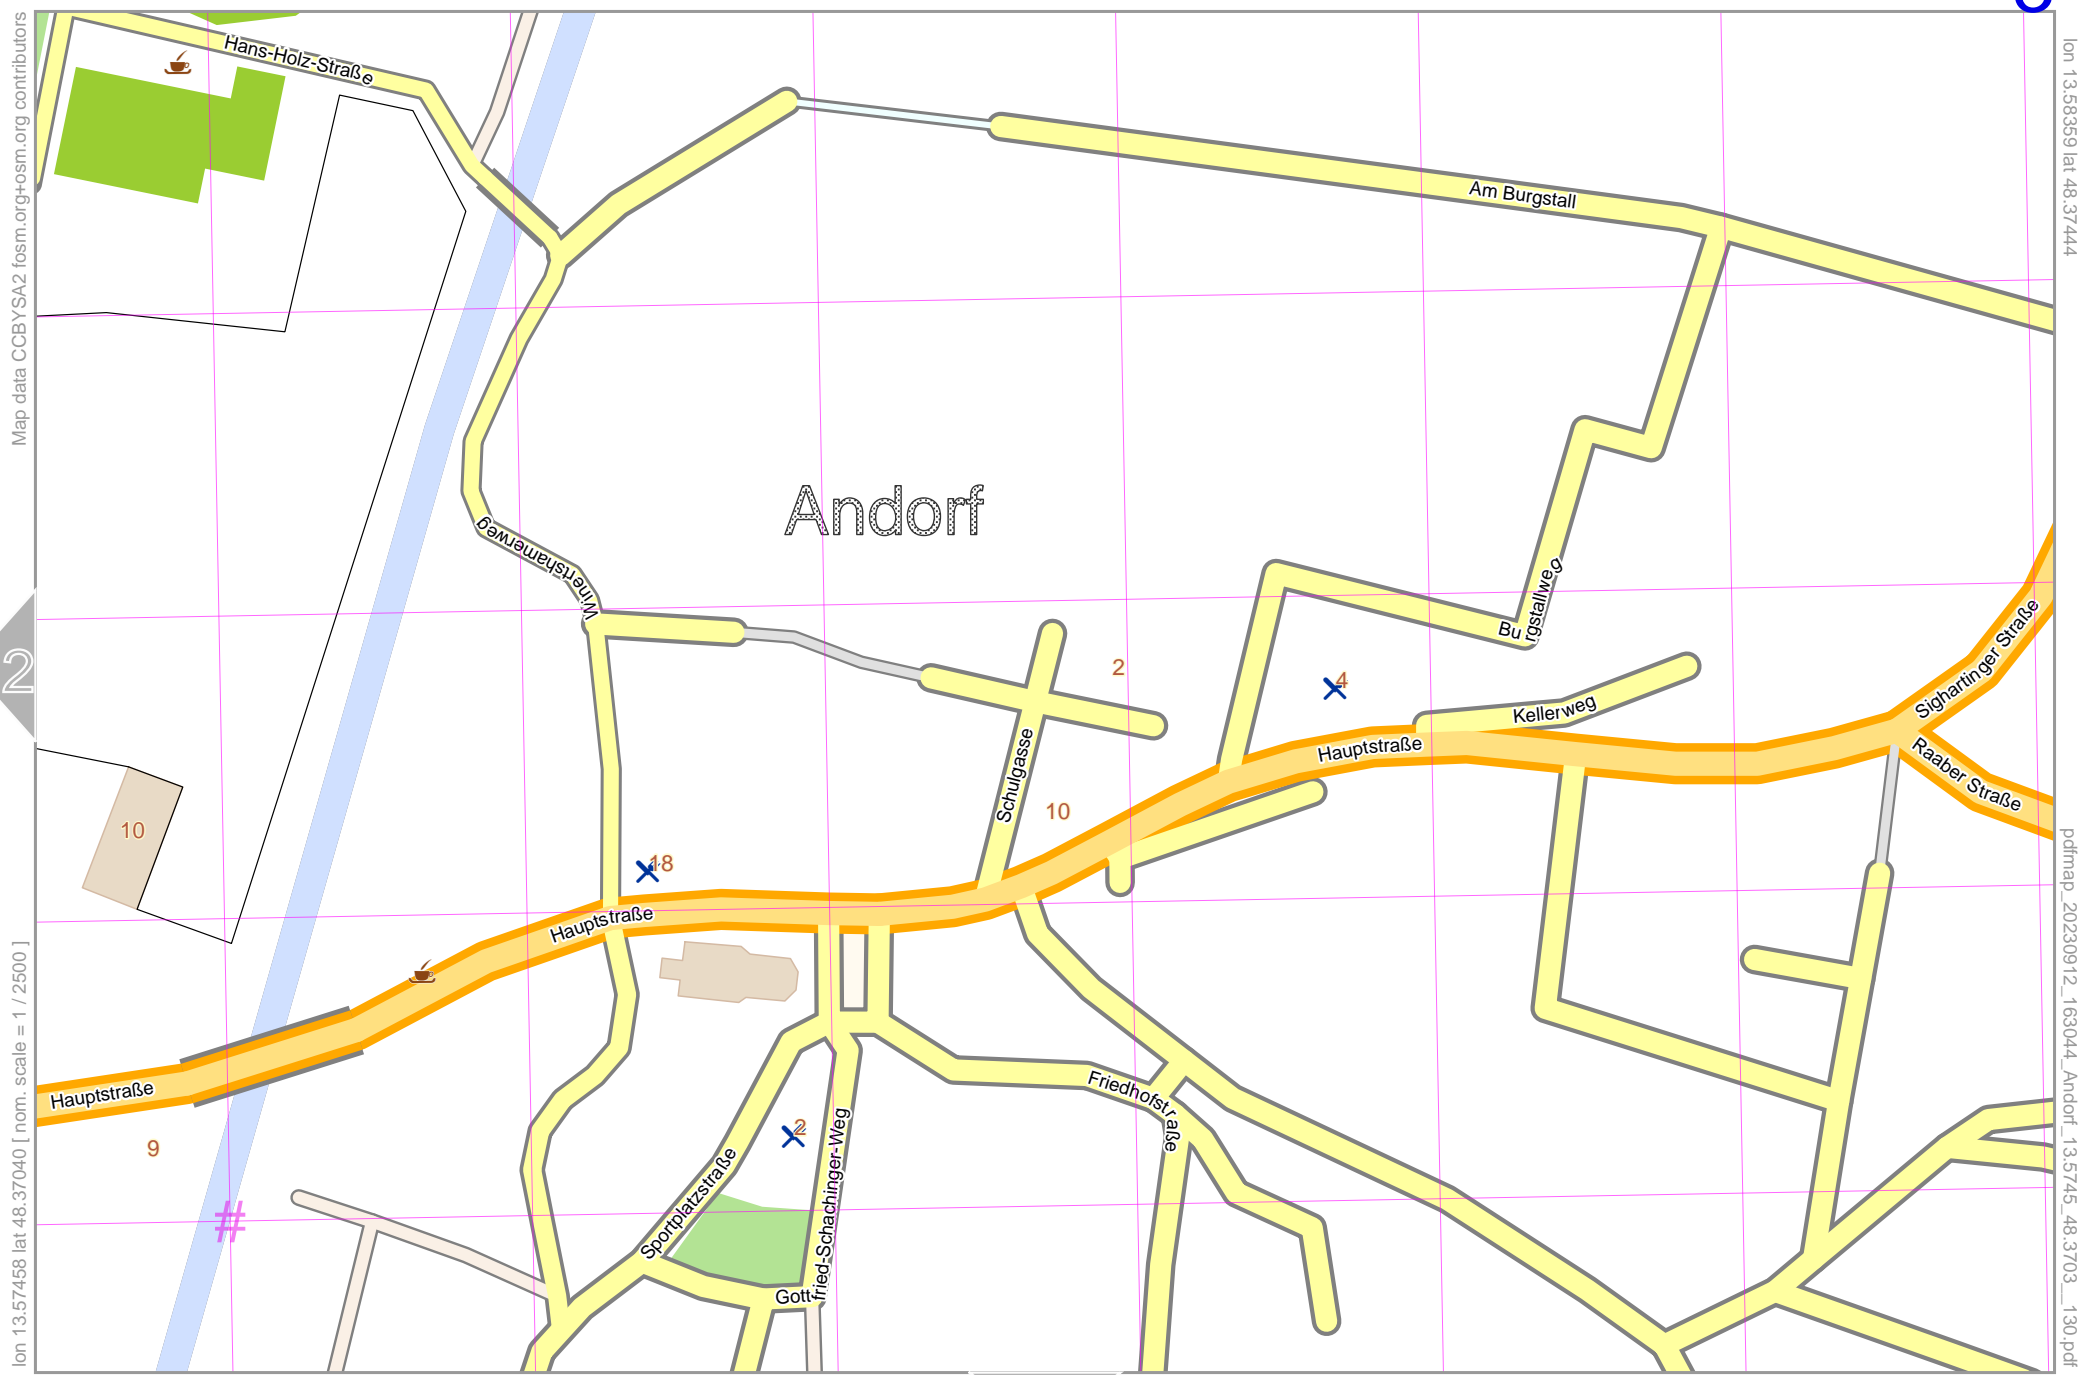 Map data CCBYSA2 fosm.org+osm.org contributors
lon 13.57458 lat 48.37040 [ nom. scale = 1 / 2500 ]
lon 13.58359 lat 48.37444
pdfmap_20230912_163044_Andorf_13.5745_48.3703__130.pdf
Hans-Holz-Straße
Am Burgstall
Andorf
Winertshamerweg
Burgstallweg
Sighartinger Straße
2
2
4
Kellerweg
Hauptstraße
Raaber Straße
Schulgasse
10
10
18
Hauptstraße
Hauptstraße
9
Friedhofstraße
2
Sportplatzstraße
Gottfried-Schachinger-Weg
#